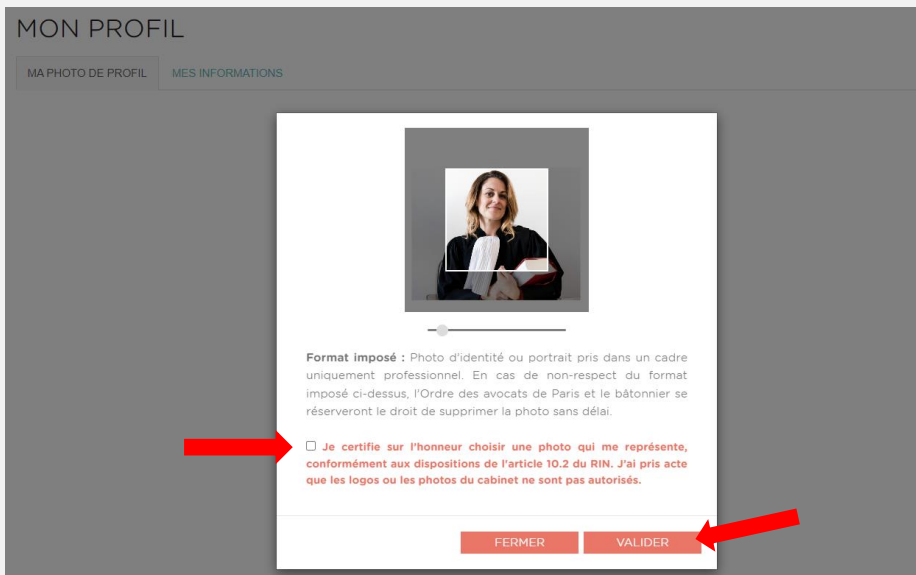 MON PROFIL
MA PHOTO DE PROFIL MES INFORMATIONS
Format imposé : Photo d'identité ou portrait pris dans un cadre
uniquement professionnel. En cas de non-respect du format
imposé ci-dessus, l'Ordre des avocats de Paris et le bâtonnier se
réserveront le droit de supprimer la photo sans délai.
Je certifie sur l'honneur choisir une photo qui me représente,
conformément aux dispositions de l'article 10.2 du RIN. J'ai pris acte
que les logos ou les photos du cabinet ne sont pas autorisés.
FERMER VALIDER